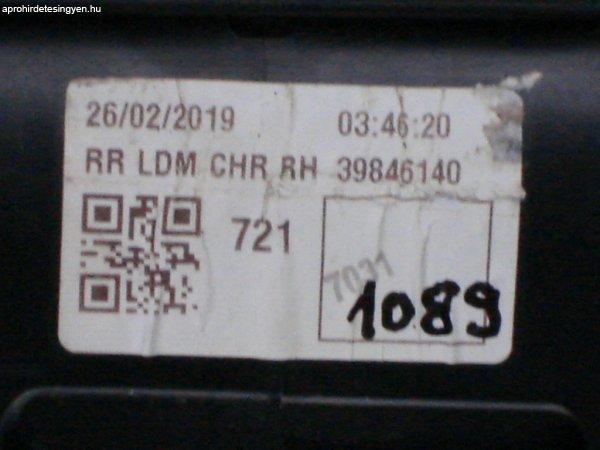 aprohirdetesingyen.hu
26/02/2019 03:46:20
RR LDM CHR RH 39846140
721
7031
1089